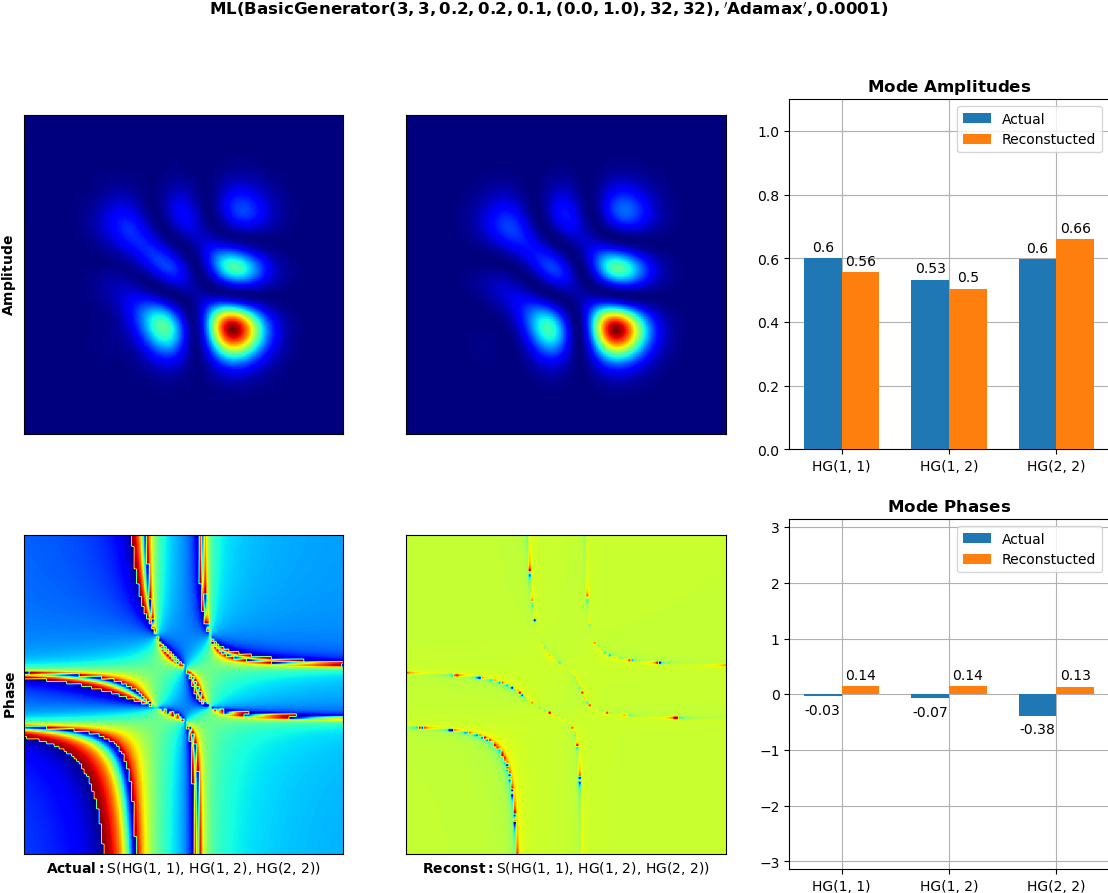 ML(BasicGenerator(3, 3, 0.2, 0.2, 0.1, (0.0, 1.0), 32, 32), 'Adamax', 0.0001)
Amplitude
Mode Amplitudes
Actual
Reconstucted
1.0
0.8
0.6
0.4
0.2
0.0
0.6
0.56
0.53
0.5
0.6
0.66
HG(1, 1)
HG(1, 2)
HG(2, 2)
Phase
Actual: S(HG(1, 1), HG(1, 2), HG(2, 2))
Reconst: S(HG(1, 1), HG(1, 2), HG(2, 2))
Mode Phases
Actual
Reconstucted
3
2
1
0
−1
−2
−3
-0.03
0.14
-0.07
0.14
-0.38
0.13
HG(1, 1)
HG(1, 2)
HG(2, 2)